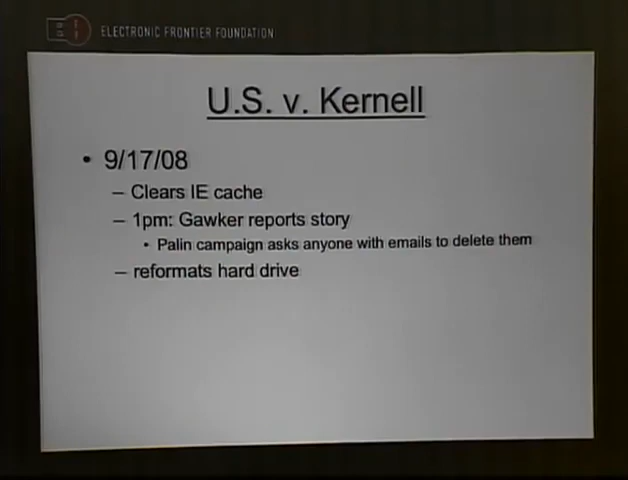 ELECTRONIC FRONTIER FOUNDATION
U.S. v. Kernell
• 9/17/08
– Clears IE cache
– 1pm: Gawker reports story
• Palin campaign asks anyone with emails to delete them
– reformats hard drive